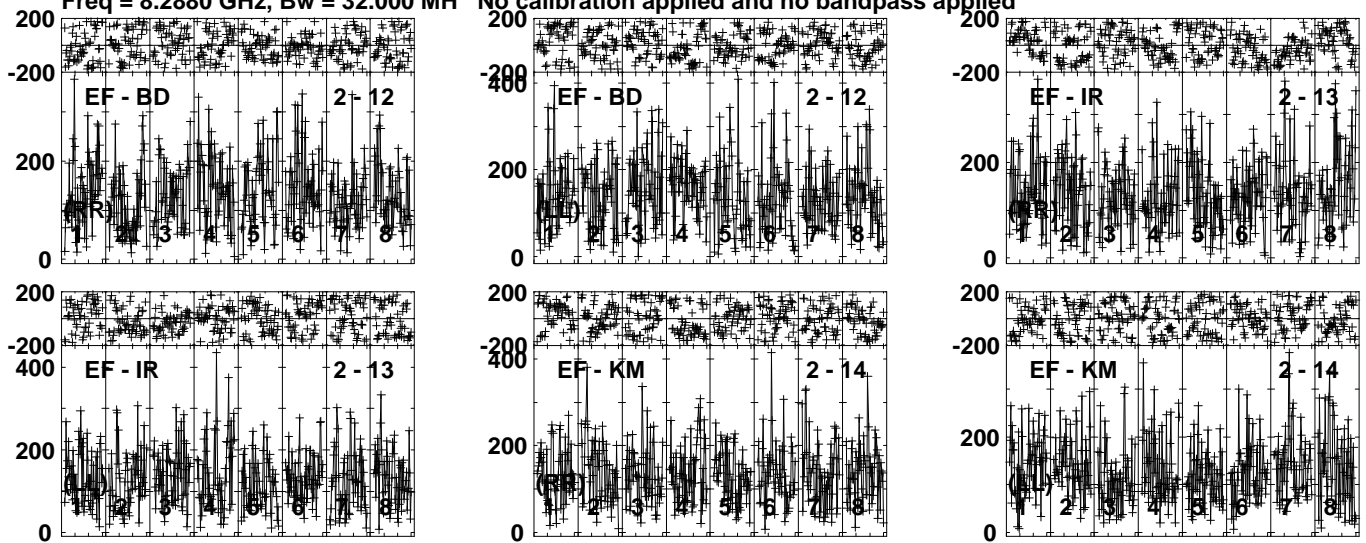 Freq = 8.2880 GHz, Bw = 32.000 MH No calibration applied and no bandpass applied
200 200 200
-200 -200 -200
400
EF - BD 2 - 12 EF - BD 2 - 12 EF - IR 2 - 13
200 200 200
(RR) (LL) (RR)
1 2 3 4 5 6 7 8 1 2 3 4 5 6 7 8 1 2 3 4 5 6 7 8
0 0 0
200 200 200
-200 -200 -200
400 400
EF - IR 2 - 13 EF - KM 2 - 14 EF - KM 2 - 14
200 200 200
(LL) (RR) (LL)
1 2 3 4 5 6 7 8 1 2 3 4 5 6 7 8 1 2 3 4 5 6 7 8
0 0 0